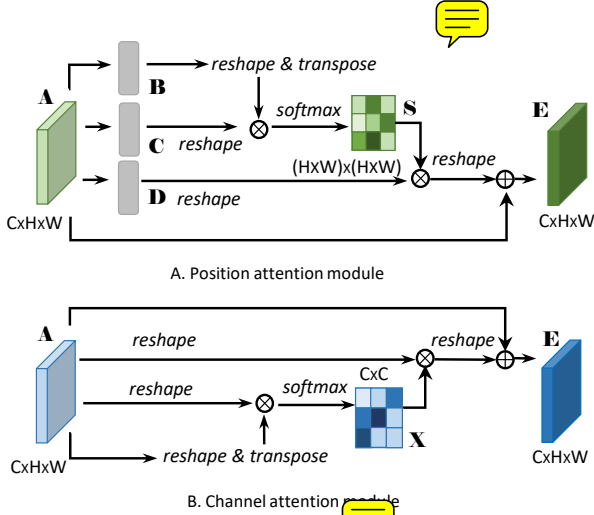 reshape & transpose
B
A
softmax
S
E
C
reshape
(HxW)x(HxW)
reshape
D
reshape
CxHxW
CxHxW
A. Position attention module
A
reshape
reshape
E
CxC
reshape
softmax
X
CxHxW
reshape & transpose
CxHxW
B. Channel attention module